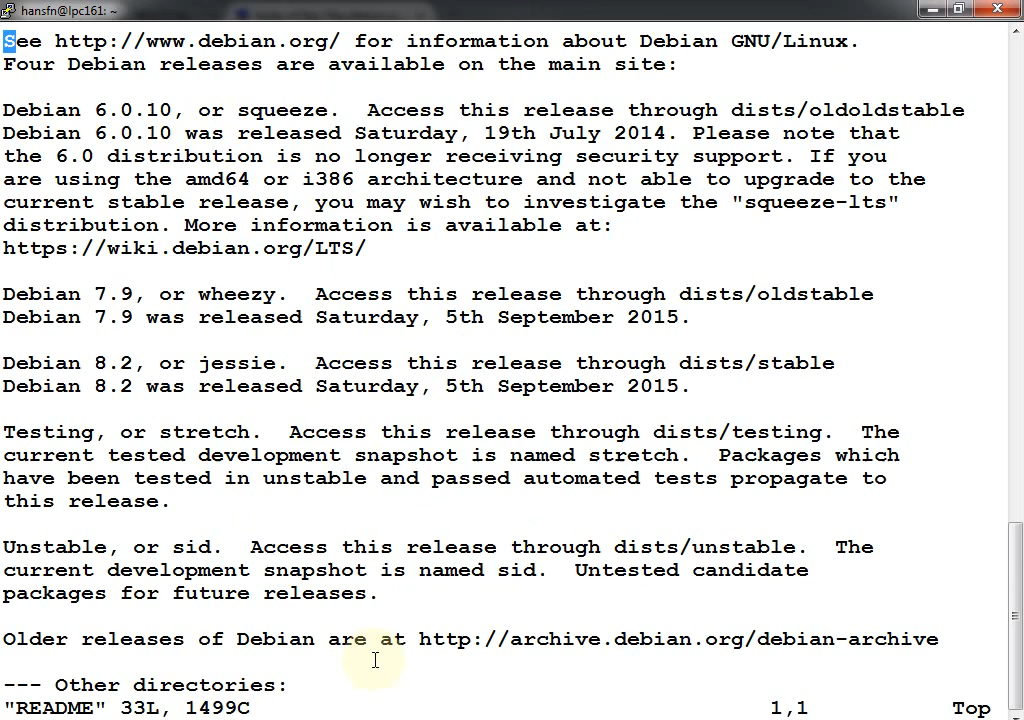 hansfn@lpc161: ~
See http://www.debian.org/ for information about Debian GNU/Linux.
Four Debian releases are available on the main site:
Debian 6.0.10, or squeeze.  Access this release through dists/oldoldstable
Debian 6.0.10 was released Saturday, 19th July 2014. Please note that
the 6.0 distribution is no longer receiving security support. If you
are using the amd64 or i386 architecture and not able to upgrade to the
current stable release, you may wish to investigate the "squeeze-lts"
distribution. More information is available at:
https://wiki.debian.org/LTS/
Debian 7.9, or wheezy.  Access this release through dists/oldstable
Debian 7.9 was released Saturday, 5th September 2015.
Debian 8.2, or jessie.  Access this release through dists/stable
Debian 8.2 was released Saturday, 5th September 2015.
Testing, or stretch.  Access this release through dists/testing.  The
current tested development snapshot is named stretch.  Packages which
have been tested in unstable and passed automated tests propagate to
this release.
Unstable, or sid.  Access this release through dists/unstable.  The
current development snapshot is named sid.  Untested candidate
packages for future releases.
Older releases of Debian are at http://archive.debian.org/debian-archive
--- Other directories:
"README" 33L, 1499C 1,1 Top